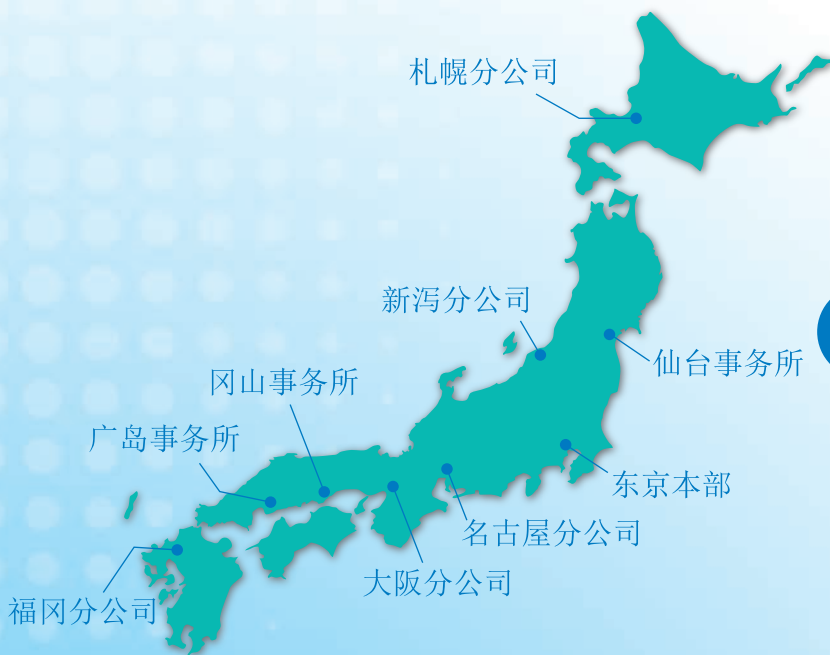 札幌分公司
新泻分公司
仙台事务所
冈山事务所
广岛事务所
东京本部
名古屋分公司
大阪分公司
福冈分公司